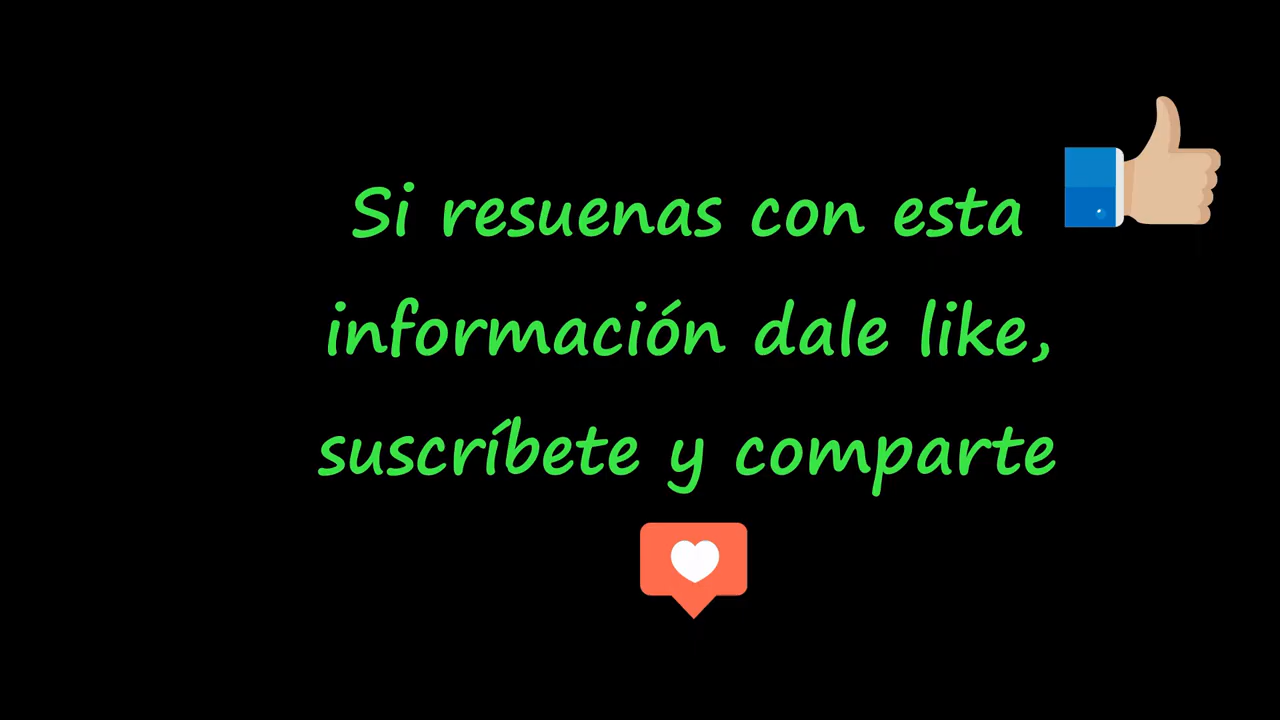 Si resuenas con esta
información dale like,
suscríbete y comparte